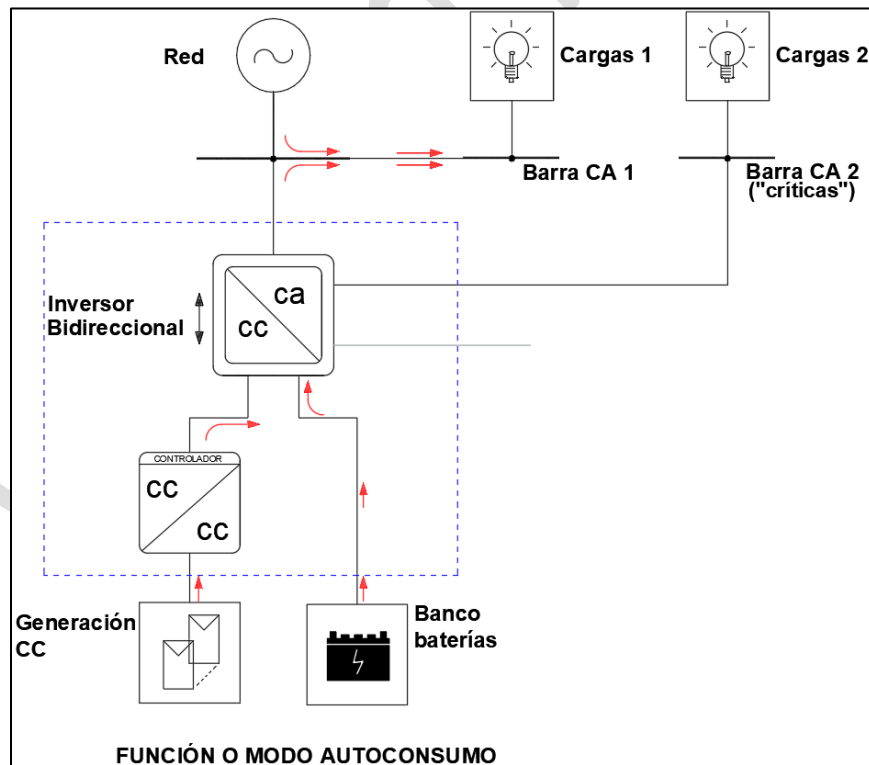 Red
Cargas 1
Cargas 2
Barra CA 1
Barra CA 2
("críticas")
Inversor
Bidireccional
ca
cc
CONTROLADOR
CC
CC
Generación
CC
Banco
baterías
FUNCIÓN O MODO AUTOCONSUMO